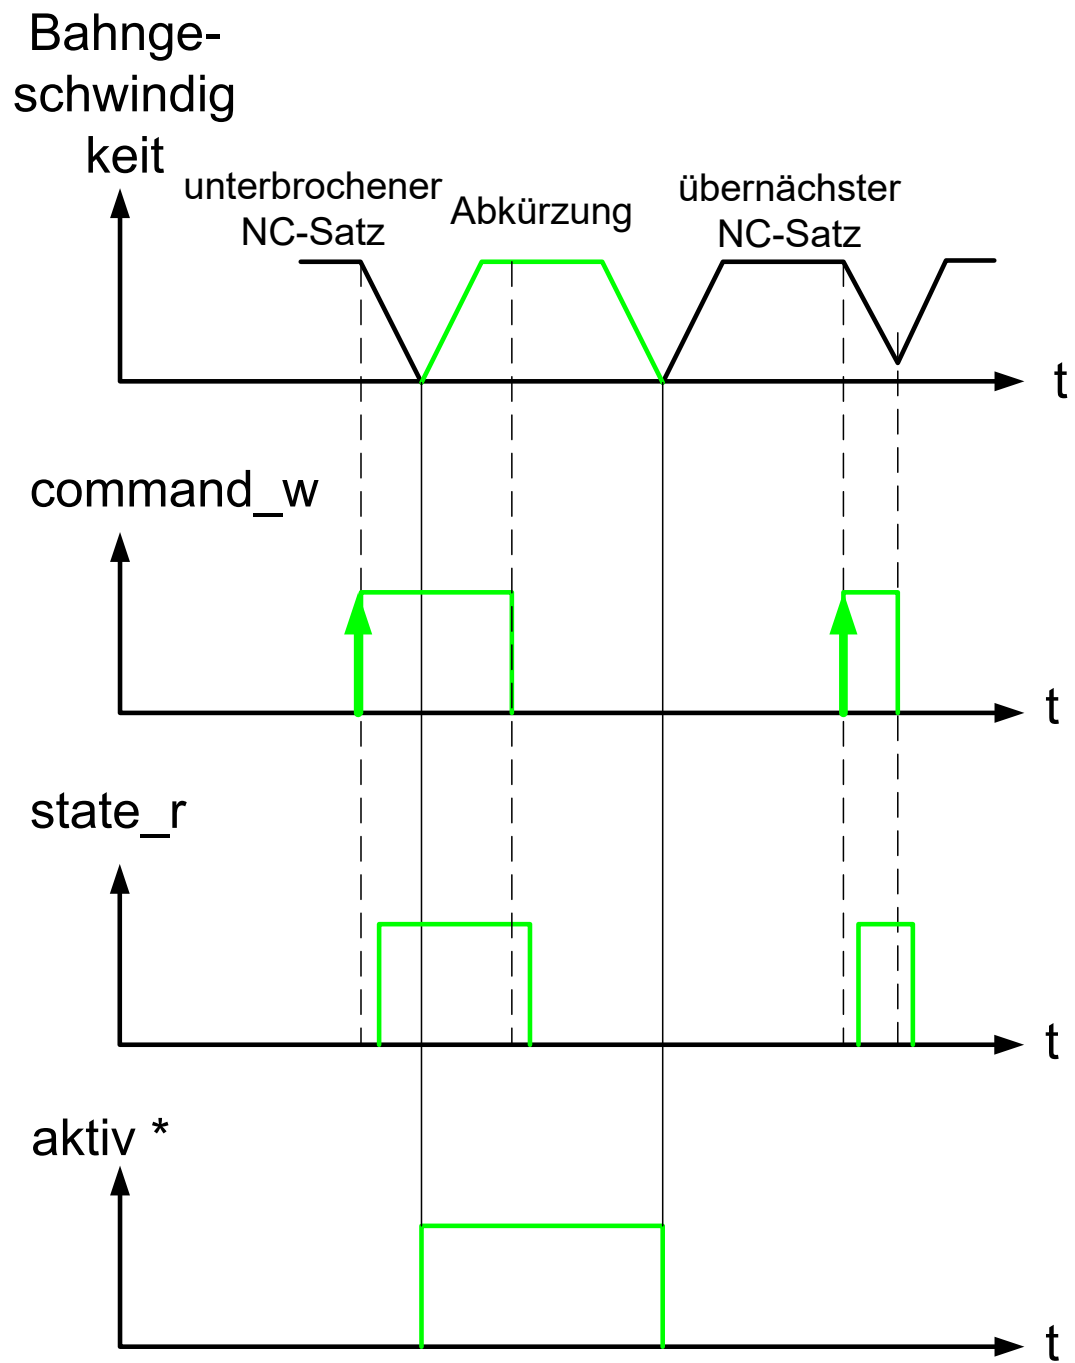 Bahnge-
schwindig
keit
unterbrochener
NC-Satz
Abkürzung
übernächster
NC-Satz
t
command_w
t
state_r
t
aktiv *
t